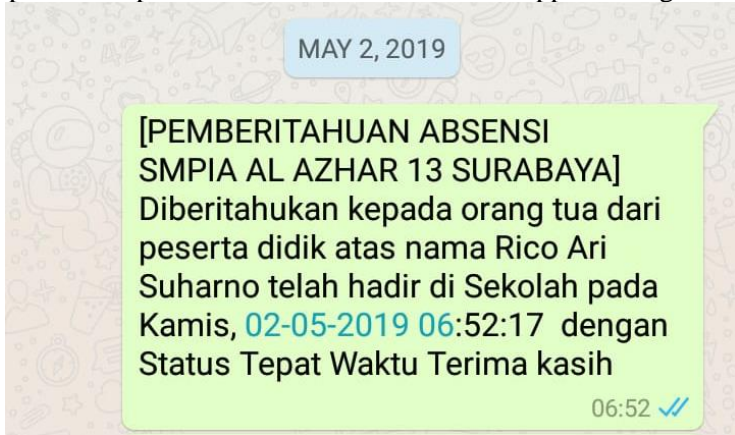 MAY 2, 2019
[PEMBERITAHUAN ABSENSI
SMPIA AL AZHAR 13 SURABAYA]
Diberitahukan kepada orang tua dari
peserta didik atas nama Rico Ari
Suharno telah hadir di Sekolah pada
Kamis, 02-05-2019 06:52:17 dengan
Status Tepat Waktu Terima kasih
06:52